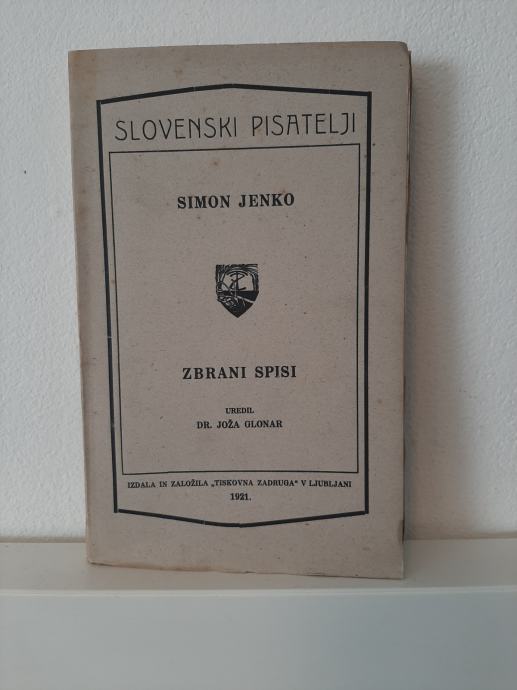 SLOVENSKI PISATELJI
SIMON JENKO
ZBRANI SPISI
UREDIL
DR. JOŽA GLONAR
IZDALA IN ZALOŽILA „TISKOVNA ZADRUGA“ V LJUBLJANI
1921.